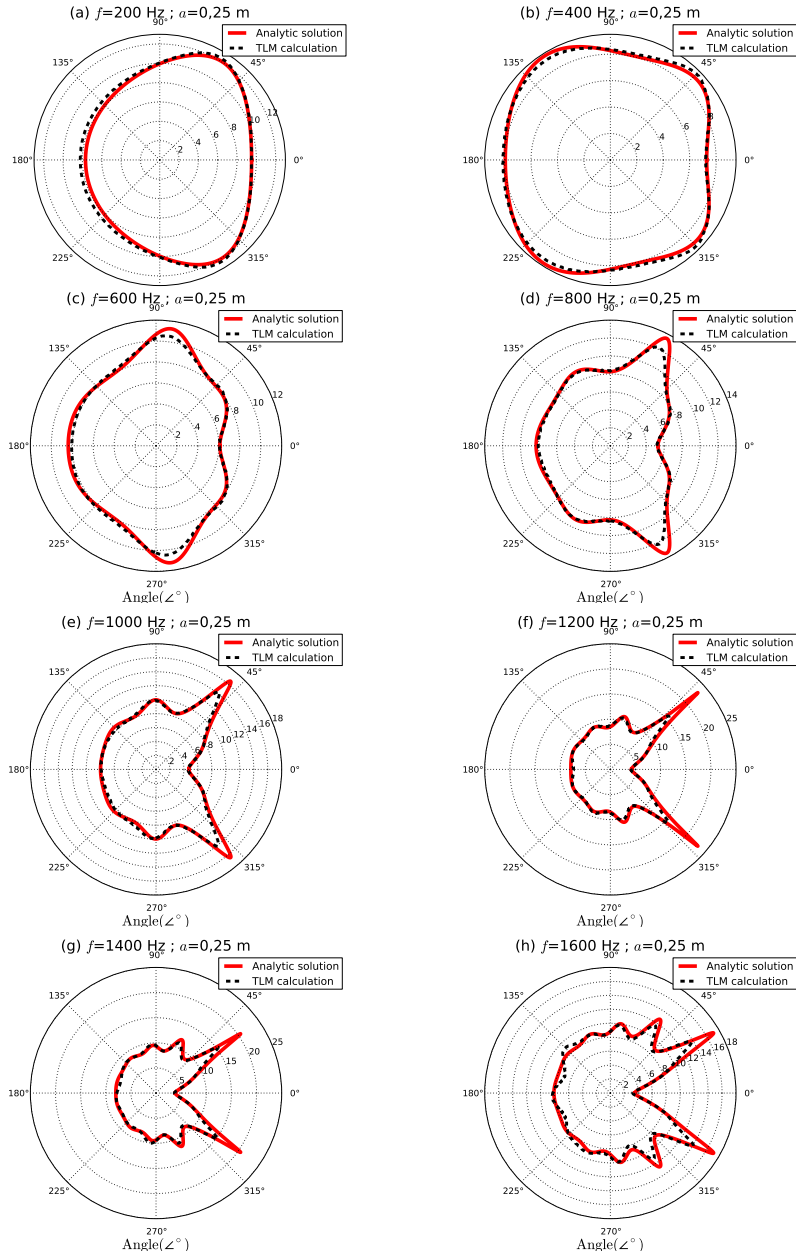 (a) f=200 Hz ; a=0,25 m
90°
Analytic solution
TLM calculation
135°
45°
180°
2 4 6 8 10 12
0°
225°
315°
(b) f=400 Hz ; a=0,25 m
90°
Analytic solution
TLM calculation
135°
45°
180°
2 4 6 8
0°
225°
315°
(c) f=600 Hz ; a=0,25 m
90°
Analytic solution
TLM calculation
135°
45°
180°
2 4 6 8 10 12
0°
225°
315°
270°
Angle(∠°)
(d) f=800 Hz ; a=0,25 m
90°
Analytic solution
TLM calculation
135°
45°
180°
2 4 6 8 10 12 14
0°
225°
315°
270°
Angle(∠°)
(e) f=1000 Hz ; a=0,25 m
90°
Analytic solution
TLM calculation
135°
45°
180°
2 4 6 8 10 12 14 16 18
0°
225°
315°
270°
Angle(∠°)
(f) f=1200 Hz ; a=0,25 m
90°
Analytic solution
TLM calculation
135°
45°
180°
5 10 15 20 25
0°
225°
315°
270°
Angle(∠°)
(g) f=1400 Hz ; a=0,25 m
90°
Analytic solution
TLM calculation
135°
45°
180°
5 10 15 20 25
0°
225°
315°
270°
Angle(∠°)
(h) f=1600 Hz ; a=0,25 m
90°
Analytic solution
TLM calculation
135°
45°
180°
2 4 6 8 10 12 14 16 18
0°
225°
315°
270°
Angle(∠°)